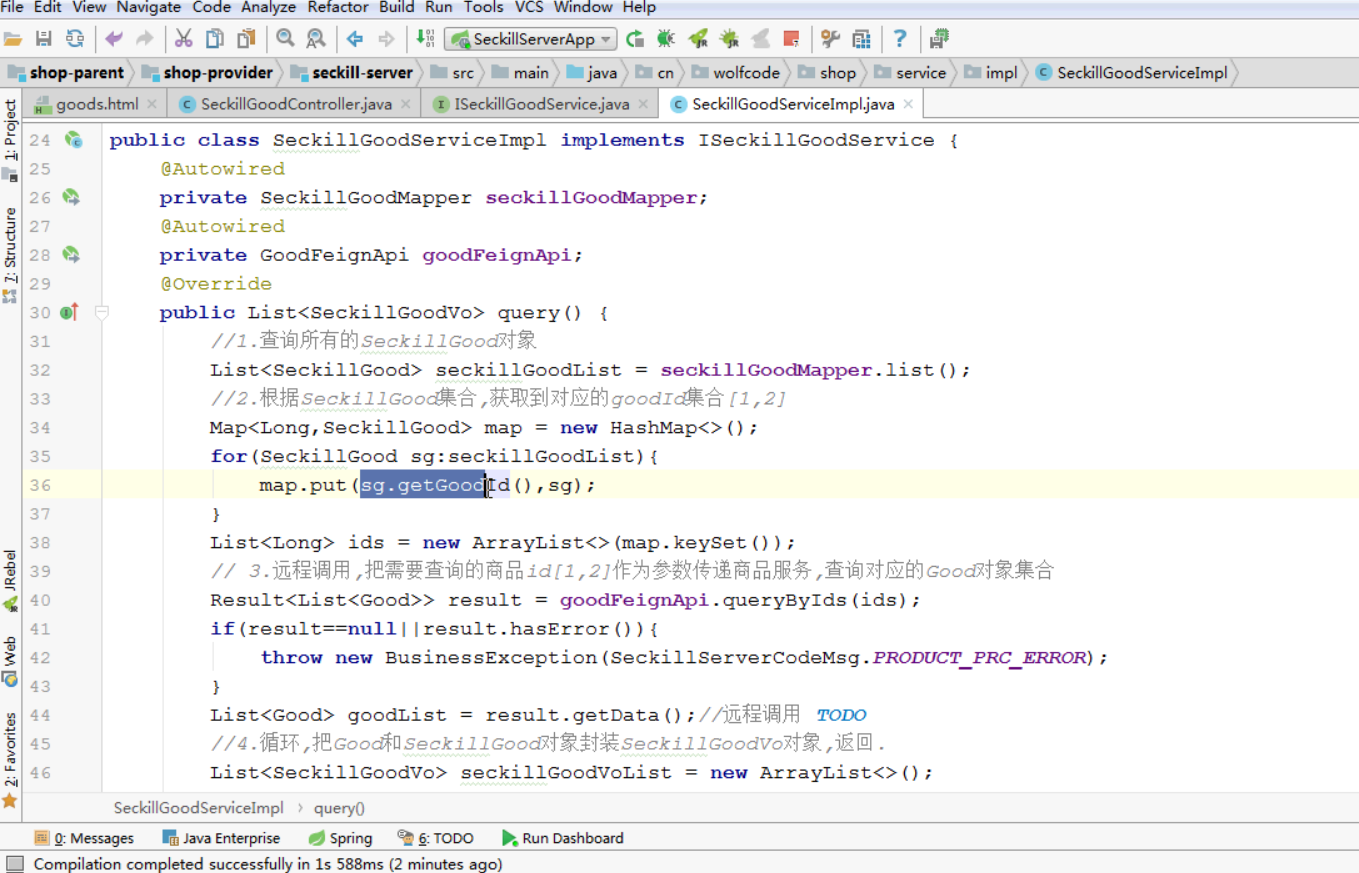 File Edit View Navigate Code Analyze Refactor Build Run Tools VCS Window Help
SeckillServerApp
shop-parent shop-provider seckill-server src main java cn wolfcode shop service impl SeckillGoodServiceImpl
goods.html SeckillGoodController.java ISeckillGoodService.java SeckillGoodServiceImpl.java
1: Project
7: Structure
JRebel
Web
2: Favorites
24 public class SeckillGoodServiceImpl implements ISeckillGoodService {
25 @Autowired
26 private SeckillGoodMapper seckillGoodMapper;
27 @Autowired
28 private GoodFeignApi goodFeignApi;
29 @Override
30 public List<SeckillGoodVo> query() {
31 //1.查询所有的SeckillGood对象
32 List<SeckillGood> seckillGoodList = seckillGoodMapper.list();
33 //2.根据SeckillGood集合,获取到对应的goodId集合[1,2]
34 Map<Long,SeckillGood> map = new HashMap<>();
35 for(SeckillGood sg:seckillGoodList){
36 map.put(sg.getGoodId(),sg);
37 }
38 List<Long> ids = new ArrayList<>(map.keySet());
39 // 3.远程调用,把需要查询的商品id[1,2]作为参数传递商品服务,查询对应的Good对象集合
40 Result<List<Good>> result = goodFeignApi.queryByIds(ids);
41 if(result==null||result.hasError()){
42 throw new BusinessException(SeckillServerCodeMsg.PRODUCT_PRC_ERROR);
43 }
44 List<Good> goodList = result.getData();//远程调用 TODO
45 //4.循环,把Good和SeckillGood对象封装SeckillGoodVo对象,返回.
46 List<SeckillGoodVo> seckillGoodVoList = new ArrayList<>();
SeckillGoodServiceImpl › query()
0: Messages Java Enterprise Spring 6: TODO Run Dashboard
Compilation completed successfully in 1s 588ms (2 minutes ago)